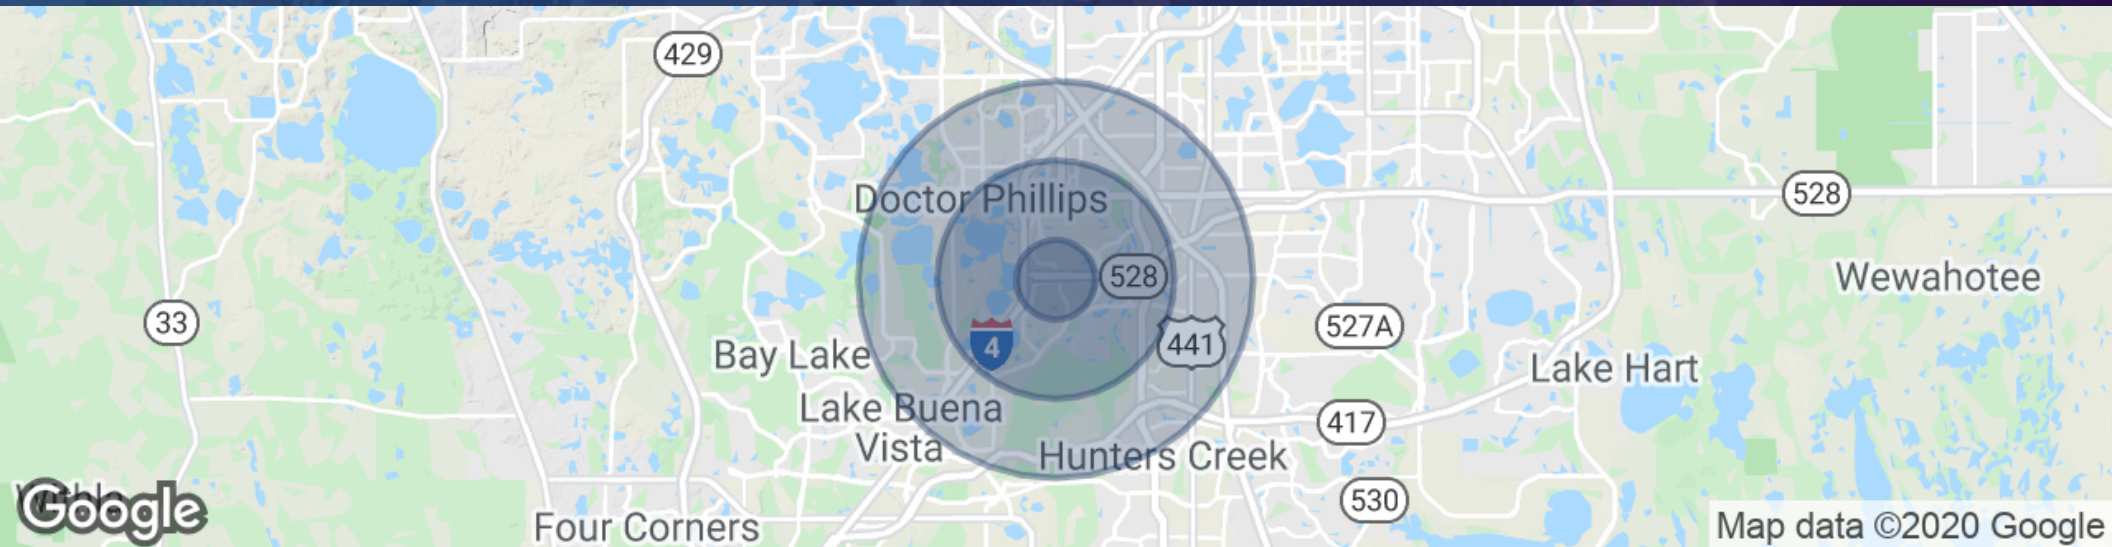 429
Doctor Phillips
528
528
Wewahotee
33
527A
4
441
Bay Lake
Lake Hart
Lake Buena
Vista
417
Hunters Creek
530
Google
Four Corners
Map data ©2020 Google